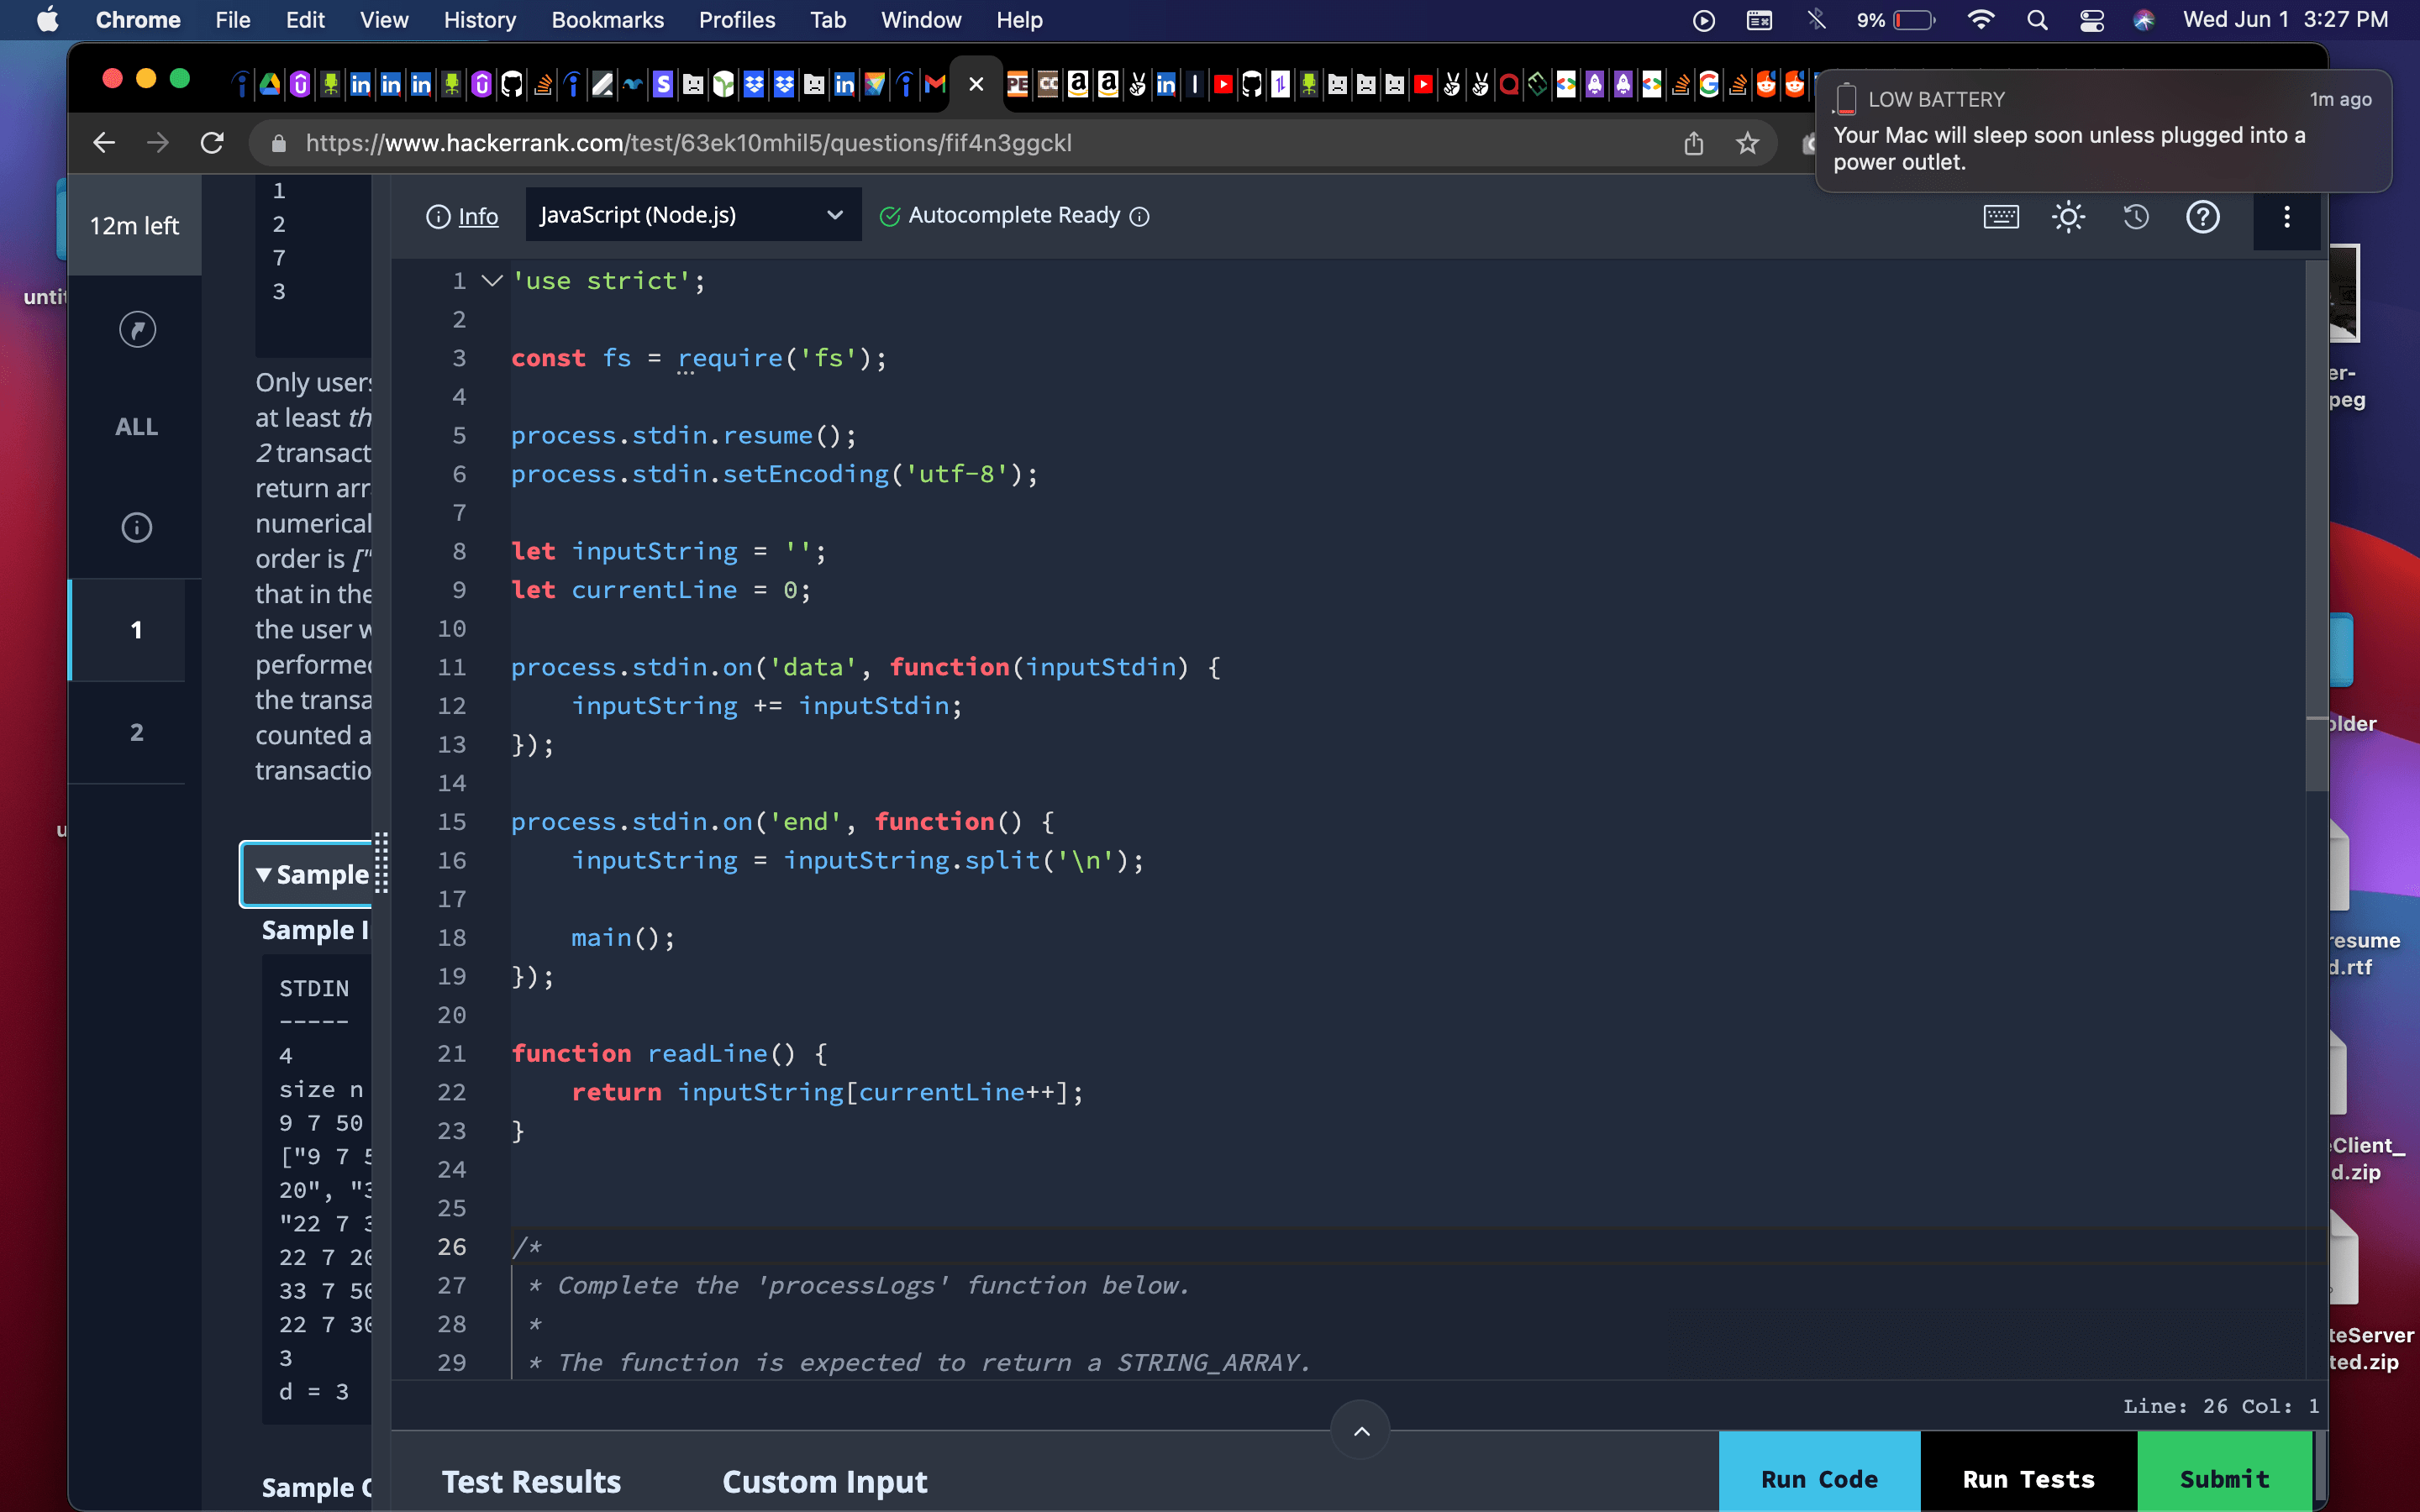 Chrome File Edit View History Bookmarks Profiles Tab Window Help
9% Wed Jun 1 3:27 PM
LOW BATTERY 1m ago
Your Mac will sleep soon unless plugged into a
power outlet.
https://www.hackerrank.com/test/63ek10mhil5/questions/fif4n3ggckl
12m left
ALL
1
2
1
2
7
3
Only users
at least th
2 transact
return arr
numerical
order is ["
that in the
the user w
performed
the transa
counted a
transactio
Sample
Sample I
STDIN
-----
4
size n
9 7 50
["9 7 5
20", "3
"22 7 3
22 7 20
33 7 50
22 7 30
3
d = 3
Sample
Info JavaScript (Node.js) Autocomplete Ready
1 'use strict';
2
3 const fs = require('fs');
4
5 process.stdin.resume();
6 process.stdin.setEncoding('utf-8');
7
8 let inputString = '';
9 let currentLine = 0;
10
11 process.stdin.on('data', function(inputStdin) {
12 inputString += inputStdin;
13 });
14
15 process.stdin.on('end', function() {
16 inputString = inputString.split('\n');
17
18 main();
19 });
20
21 function readLine() {
22 return inputString[currentLine++];
23 }
24
25
26 /*
27 * Complete the 'processLogs' function below.
28 *
29 * The function is expected to return a STRING_ARRAY.
Line: 26 Col: 1
Test Results Custom Input Run Code Run Tests Submit
untit
er-
peg
older
resume
d.rtf
eClient_
d.zip
teServer
ted.zip